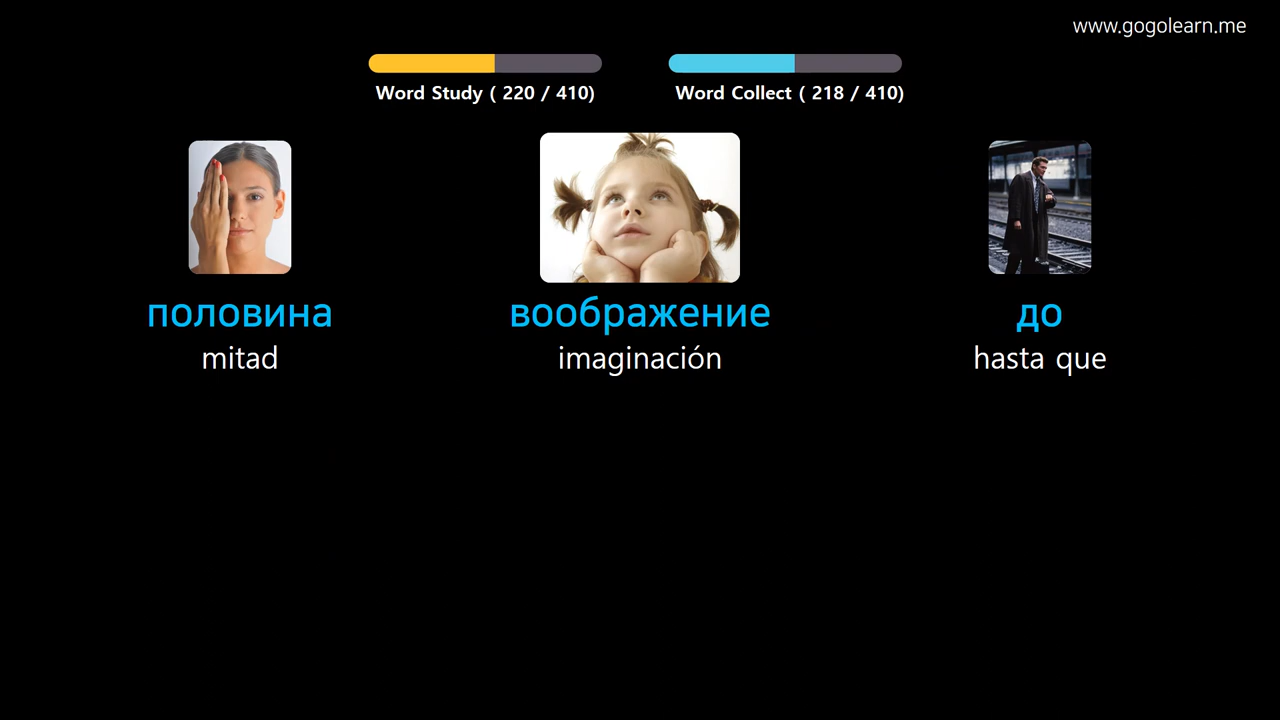 www.gogolearn.me
Word Study ( 220 / 410)
Word Collect ( 218 / 410)
половина
mitad
воображение
imaginación
до
hasta que